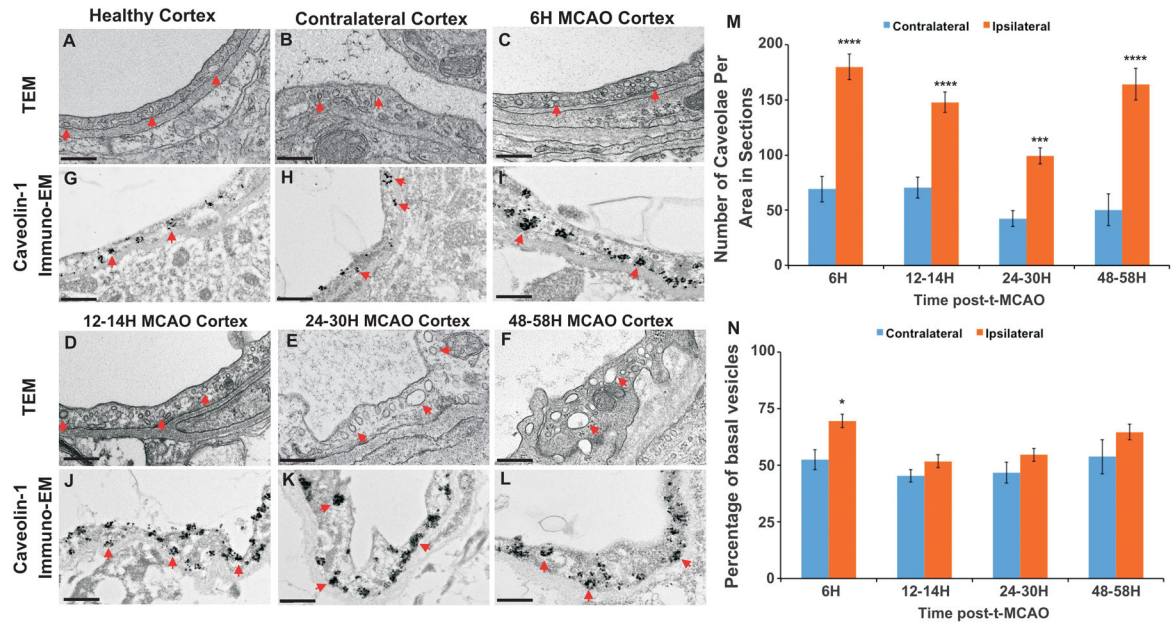 Healthy Cortex
Contralateral Cortex
6H MCAO Cortex
TEM
A
B
C
Caveolin-1
Immuno-EM
G
H
I
12-14H MCAO Cortex
24-30H MCAO Cortex
48-58H MCAO Cortex
TEM
D
E
F
Caveolin-1
Immuno-EM
J
K
L
M
Contralateral
Ipsilateral
Number of Caveolae Per
Area in Sections
200
150
100
50
0
****
****
***
****
6H
12-14H
24-30H
48-58H
Time post-t-MCAO
N
Contralateral
Ipsilateral
Percentage of basal vesicles
100
75
50
25
0
*
6H
12-14H
24-30H
48-58H
Time post-t-MCAO